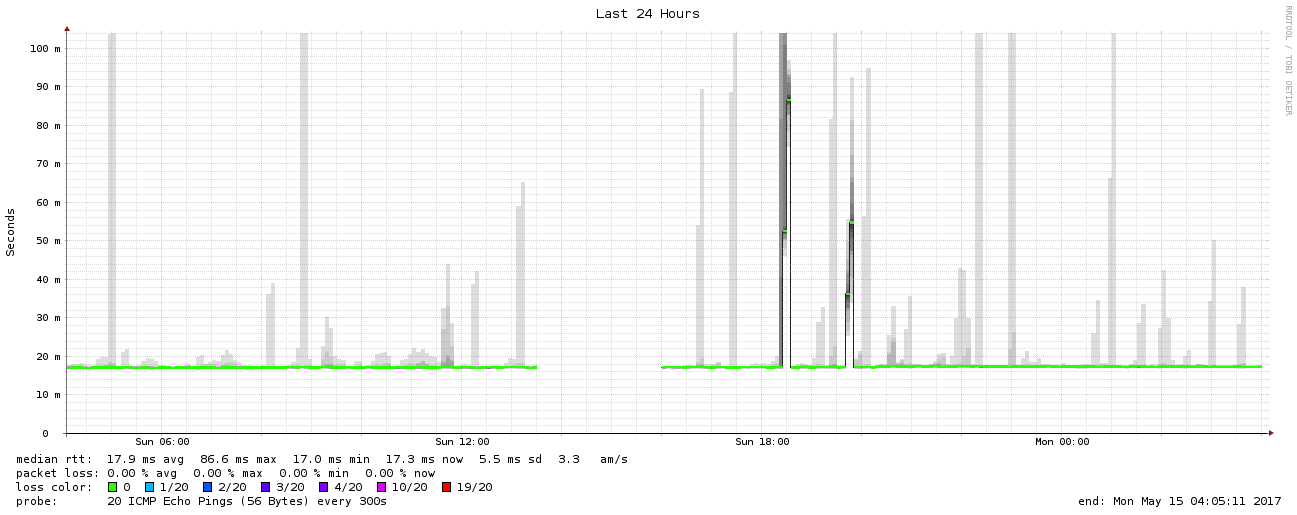 Last 24 Hours
RRDTOOL / TOBI OETIKER
Seconds
100 m
90 m
80 m
70 m
60 m
50 m
40 m
30 m
20 m
10 m
0
Sun 06:00 Sun 12:00 Sun 18:00 Mon 00:00
median rtt: 17.9 ms avg 86.6 ms max 17.0 ms min 17.3 ms now 5.5 ms sd 3.3 am/s
packet loss: 0.00 % avg 0.00 % max 0.00 % min 0.00 % now
loss color: 0 1/20 2/20 3/20 4/20 10/20 19/20
probe: 20 ICMP Echo Pings (56 Bytes) every 300s end: Mon May 15 04:05:11 2017